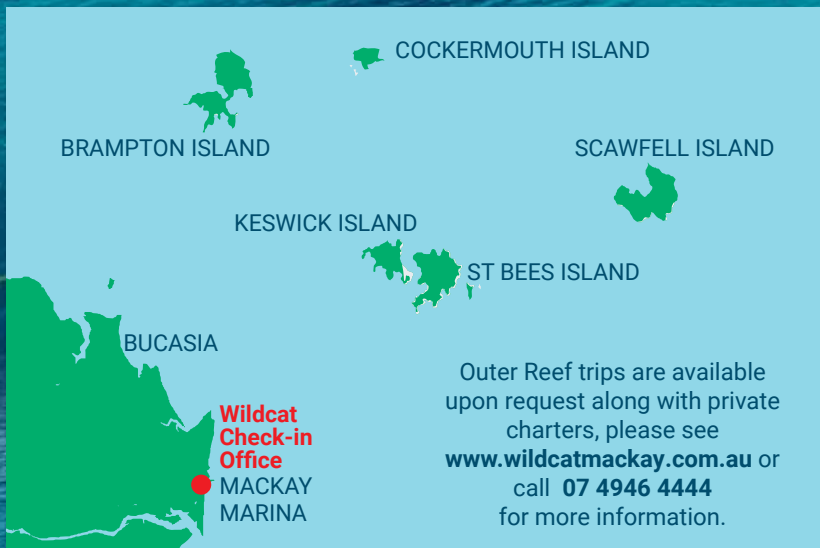 COCKERMOUTH ISLAND
BRAMPTON ISLAND
SCAWFELL ISLAND
KESWICK ISLAND
ST BEES ISLAND
BUCASIA
Wildcat
Check-in
Office
MACKAY
MARINA
Outer Reef trips are available
upon request along with private
charters, please see
www.wildcatmackay.com.au or
call 07 4946 4444
for more information.